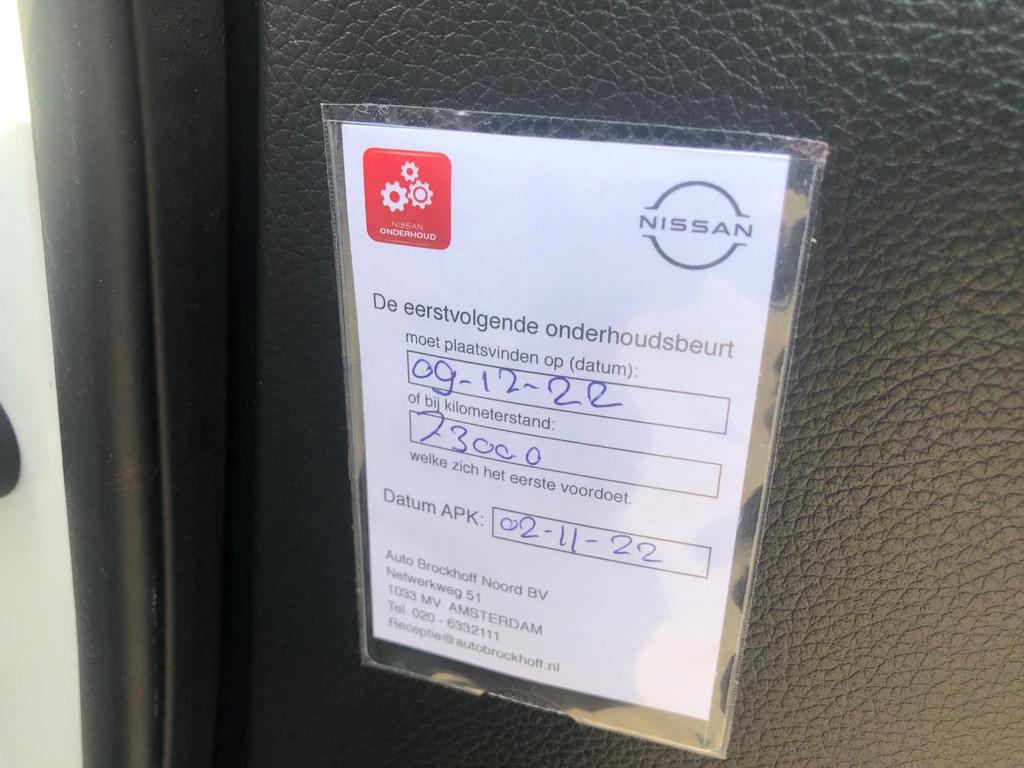 NISSAN
ONDERHOUD
NISSAN
De eerstvolgende onderhoudsbeurt
moet plaatsvinden op (datum):
09-12-22
of bij kilometerstand:
73000
welke zich het eerste voordoet.
Datum APK: 02-11-22
Auto Brockhoff Noord BV
Netwerkweg 51
1033 MV AMSTERDAM
Tel. 020 - 6332111
Receptie@autobrockhoff.nl